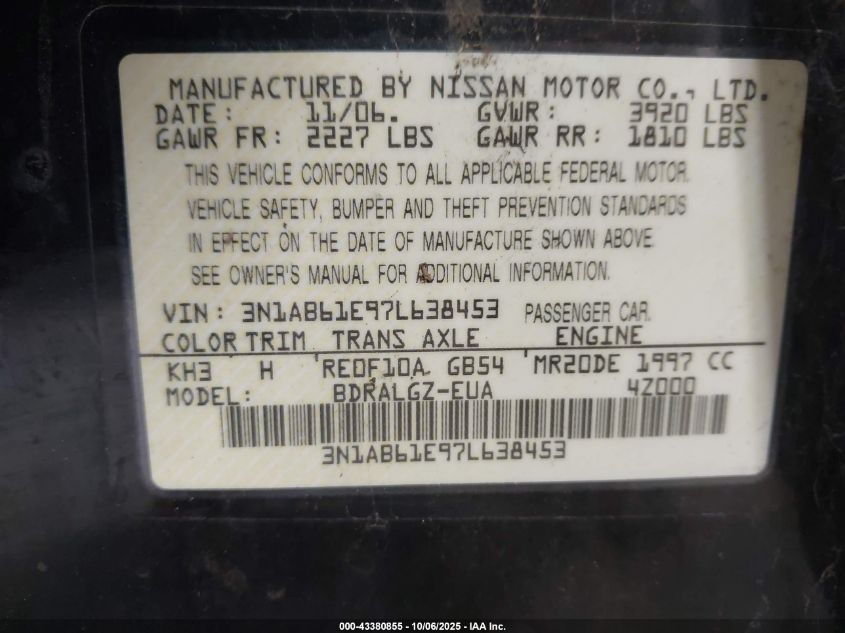 MANUFACTURED BY NISSAN MOTOR CO., LTD.
DATE: 11/06. GVWR: 3920 LBS
GAWR FR: 2227 LBS GAWR RR: 1810 LBS
THIS VEHICLE CONFORMS TO ALL APPLICABLE FEDERAL MOTOR
VEHICLE SAFETY, BUMPER AND THEFT PREVENTION STANDARDS
IN EFFECT ON THE DATE OF MANUFACTURE SHOWN ABOVE.
SEE OWNER'S MANUAL FOR ADDITIONAL INFORMATION.
VIN: 3N1AB61E97L638453 PASSENGER CAR.
COLOR TRIM TRANS AXLE ENGINE
KH3 H RE0F10A GB54 MR20DE 1997 CC
MODEL: BDRALGZ-EUA 4Z000
3N1AB61E97L638453
000-43380855 - 10/06/2025 - IAA Inc.